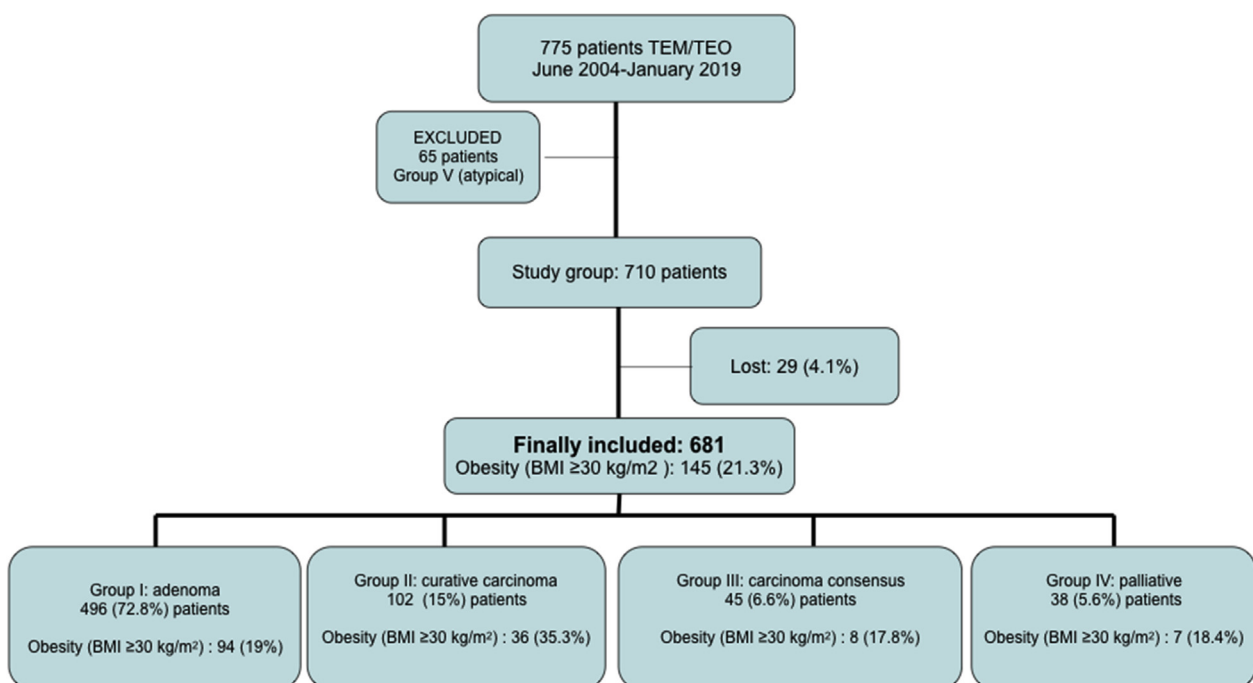 775 patients TEM/TEO
June 2004-January 2019
EXCLUDED
65 patients
Group V (atypical)
Study group: 710 patients
Lost: 29 (4.1%)
Finally included: 681
Obesity (BMI ≥30 kg/m2 ): 145 (21.3%)
Group I: adenoma
496 (72.8%) patients
Obesity (BMI ≥30 kg/m²) : 94 (19%)
Group II: curative carcinoma
102 (15%) patients
Obesity (BMI ≥30 kg/m²) : 36 (35.3%)
Group III: carcinoma consensus
45 (6.6%) patients
Obesity (BMI ≥30 kg/m²) : 8 (17.8%)
Group IV: palliative
38 (5.6%) patients
Obesity (BMI ≥30 kg/m²) : 7 (18.4%)